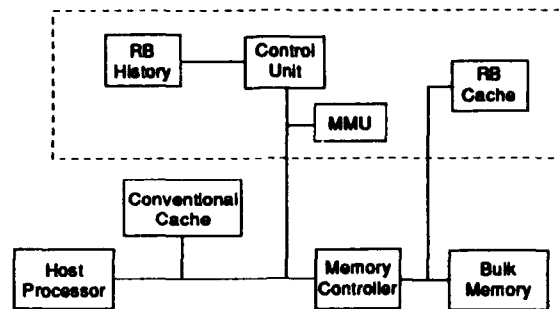 RB
History
Control
Unit
RB
Cache
MMU
Conventional
Cache
Host
Processor
Memory
Controller
Bulk
Memory